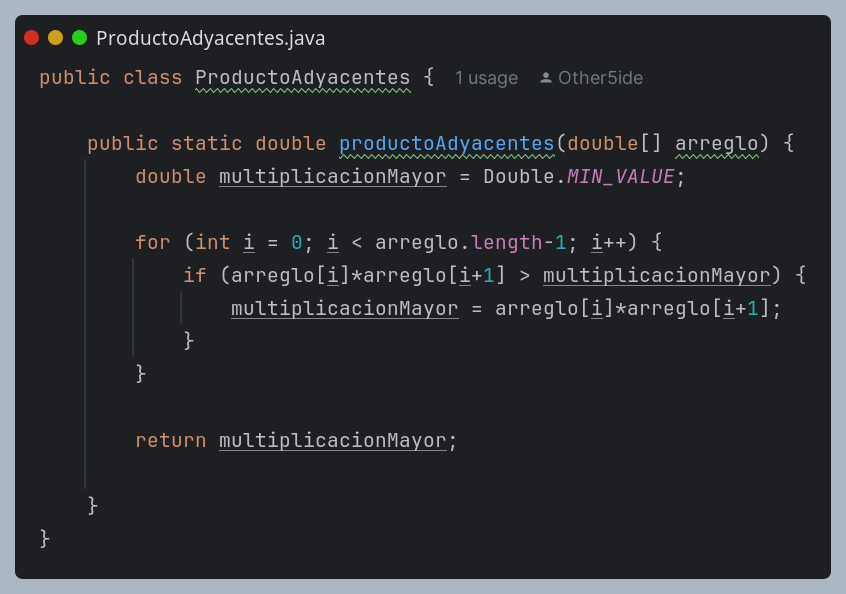 ProductoAdyacentes.java
public class ProductoAdyacentes { 1 usage Other5ide
public static double productoAdyacentes(double[] arreglo) {
double multiplicacionMayor = Double.MIN_VALUE;
for (int i = 0; i < arreglo.length-1; i++) {
if (arreglo[i]*arreglo[i+1] > multiplicacionMayor) {
multiplicacionMayor = arreglo[i]*arreglo[i+1];
}
}
return multiplicacionMayor;
}
}